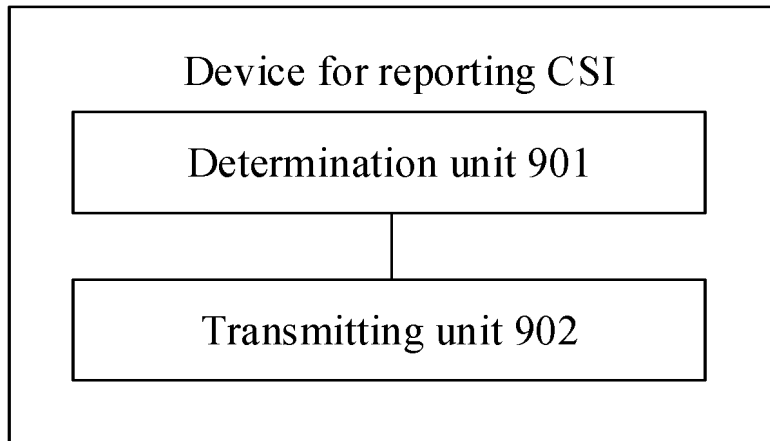 Device for reporting CSI
Determination unit 901
Transmitting unit 902